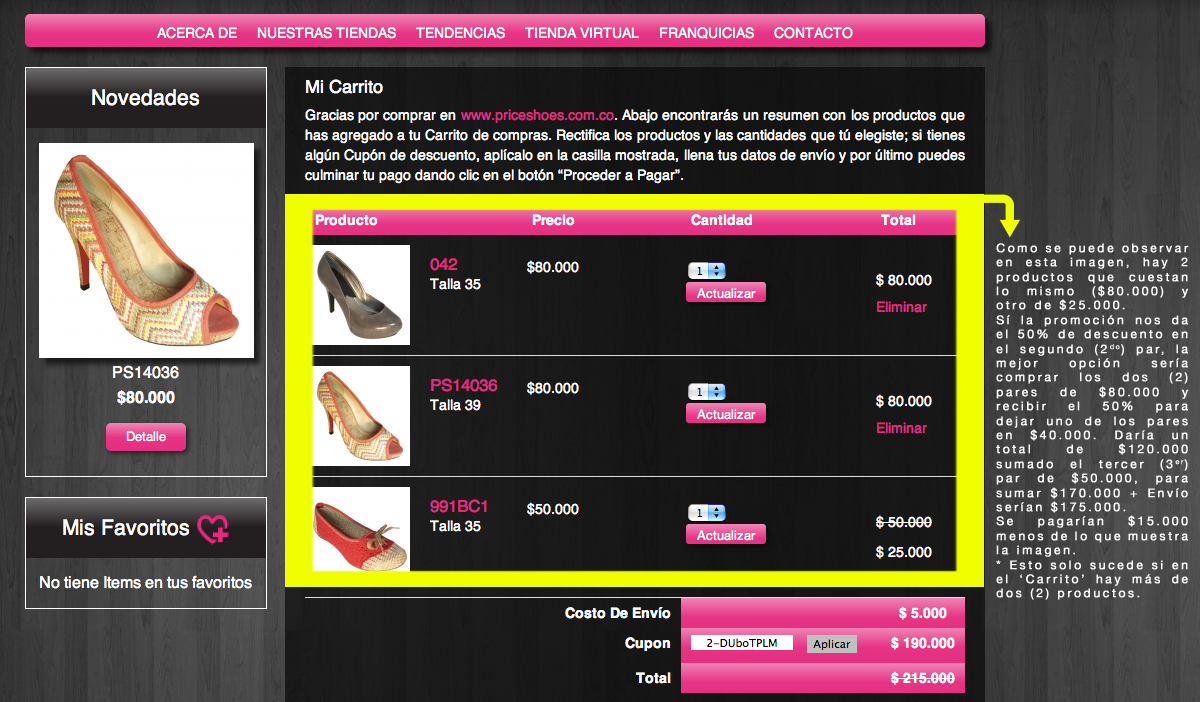 ACERCA DE NUESTRAS TIENDAS TENDENCIAS TIENDA VIRTUAL FRANQUICIAS CONTACTO
Novedades
PS14036
$80.000
Detalle
Mis Favoritos
No tiene Items en tus favoritos
Mi Carrito
Gracias por comprar en www.priceshoes.com.co. Abajo encontrarás un resumen con los productos que
has agregado a tu Carrito de compras. Rectifica los productos y las cantidades que tú elegiste; si tienes
algún Cupón de descuento, aplícalo en la casilla mostrada, llena tus datos de envío y por último puedes
culminar tu pago dando clic en el botón “Proceder a Pagar”.
Producto Precio Cantidad Total
042
Talla 35
$80.000
1
Actualizar
$ 80.000
Eliminar
PS14036
Talla 39
$80.000
1
Actualizar
$ 80.000
Eliminar
991BC1
Talla 35
$50.000
1
Actualizar
$ 50.000
$ 25.000
Costo De Envío $ 5.000
Cupon 2-DUboTPLM Aplicar $ 190.000
Total $ 215.000
Como se puede observar
en esta imagen, hay 2
productos que cuestan
lo mismo ($80.000) y
otro de $25.000.
Sí la promoción nos da
el 50% de descuento en
el segundo (2do) par, la
mejor opción sería
comprar los dos (2)
pares de $80.000 y
recibir el 50% para
dejar uno de los pares
en $40.000. Daría un
total de $120.000
sumado el tercer (3er)
par de $50.000, para
sumar $170.000 + Envío
serían $175.000.
Se pagarían $15.000
menos de lo que muestra
la imagen.
* Esto solo sucede si en
el ‘Carrito’ hay más de
dos (2) productos.